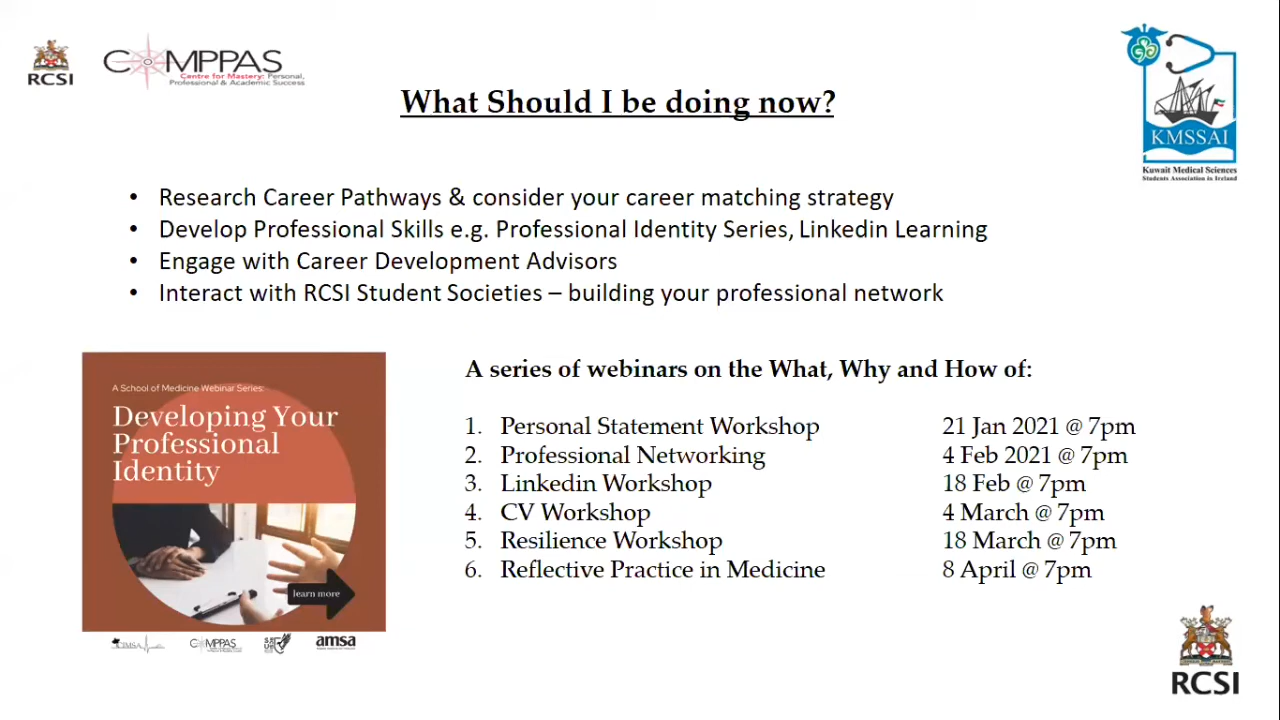 RCSI
COMPPAS
Centre for Mastery: Personal,
Professional & Academic Success
KMSSAI
Kuwait Medical Sciences
Students Association in Ireland
What Should I be doing now?
• Research Career Pathways & consider your career matching strategy
• Develop Professional Skills e.g. Professional Identity Series, Linkedin Learning
• Engage with Career Development Advisors
• Interact with RCSI Student Societies – building your professional network
A School of Medicine Webinar Series:
Developing Your
Professional
Identity
learn more
COMPPAS
amsa
A series of webinars on the What, Why and How of:
1. Personal Statement Workshop 21 Jan 2021 @ 7pm
2. Professional Networking 4 Feb 2021 @ 7pm
3. Linkedin Workshop 18 Feb @ 7pm
4. CV Workshop 4 March @ 7pm
5. Resilience Workshop 18 March @ 7pm
6. Reflective Practice in Medicine 8 April @ 7pm
RCSI